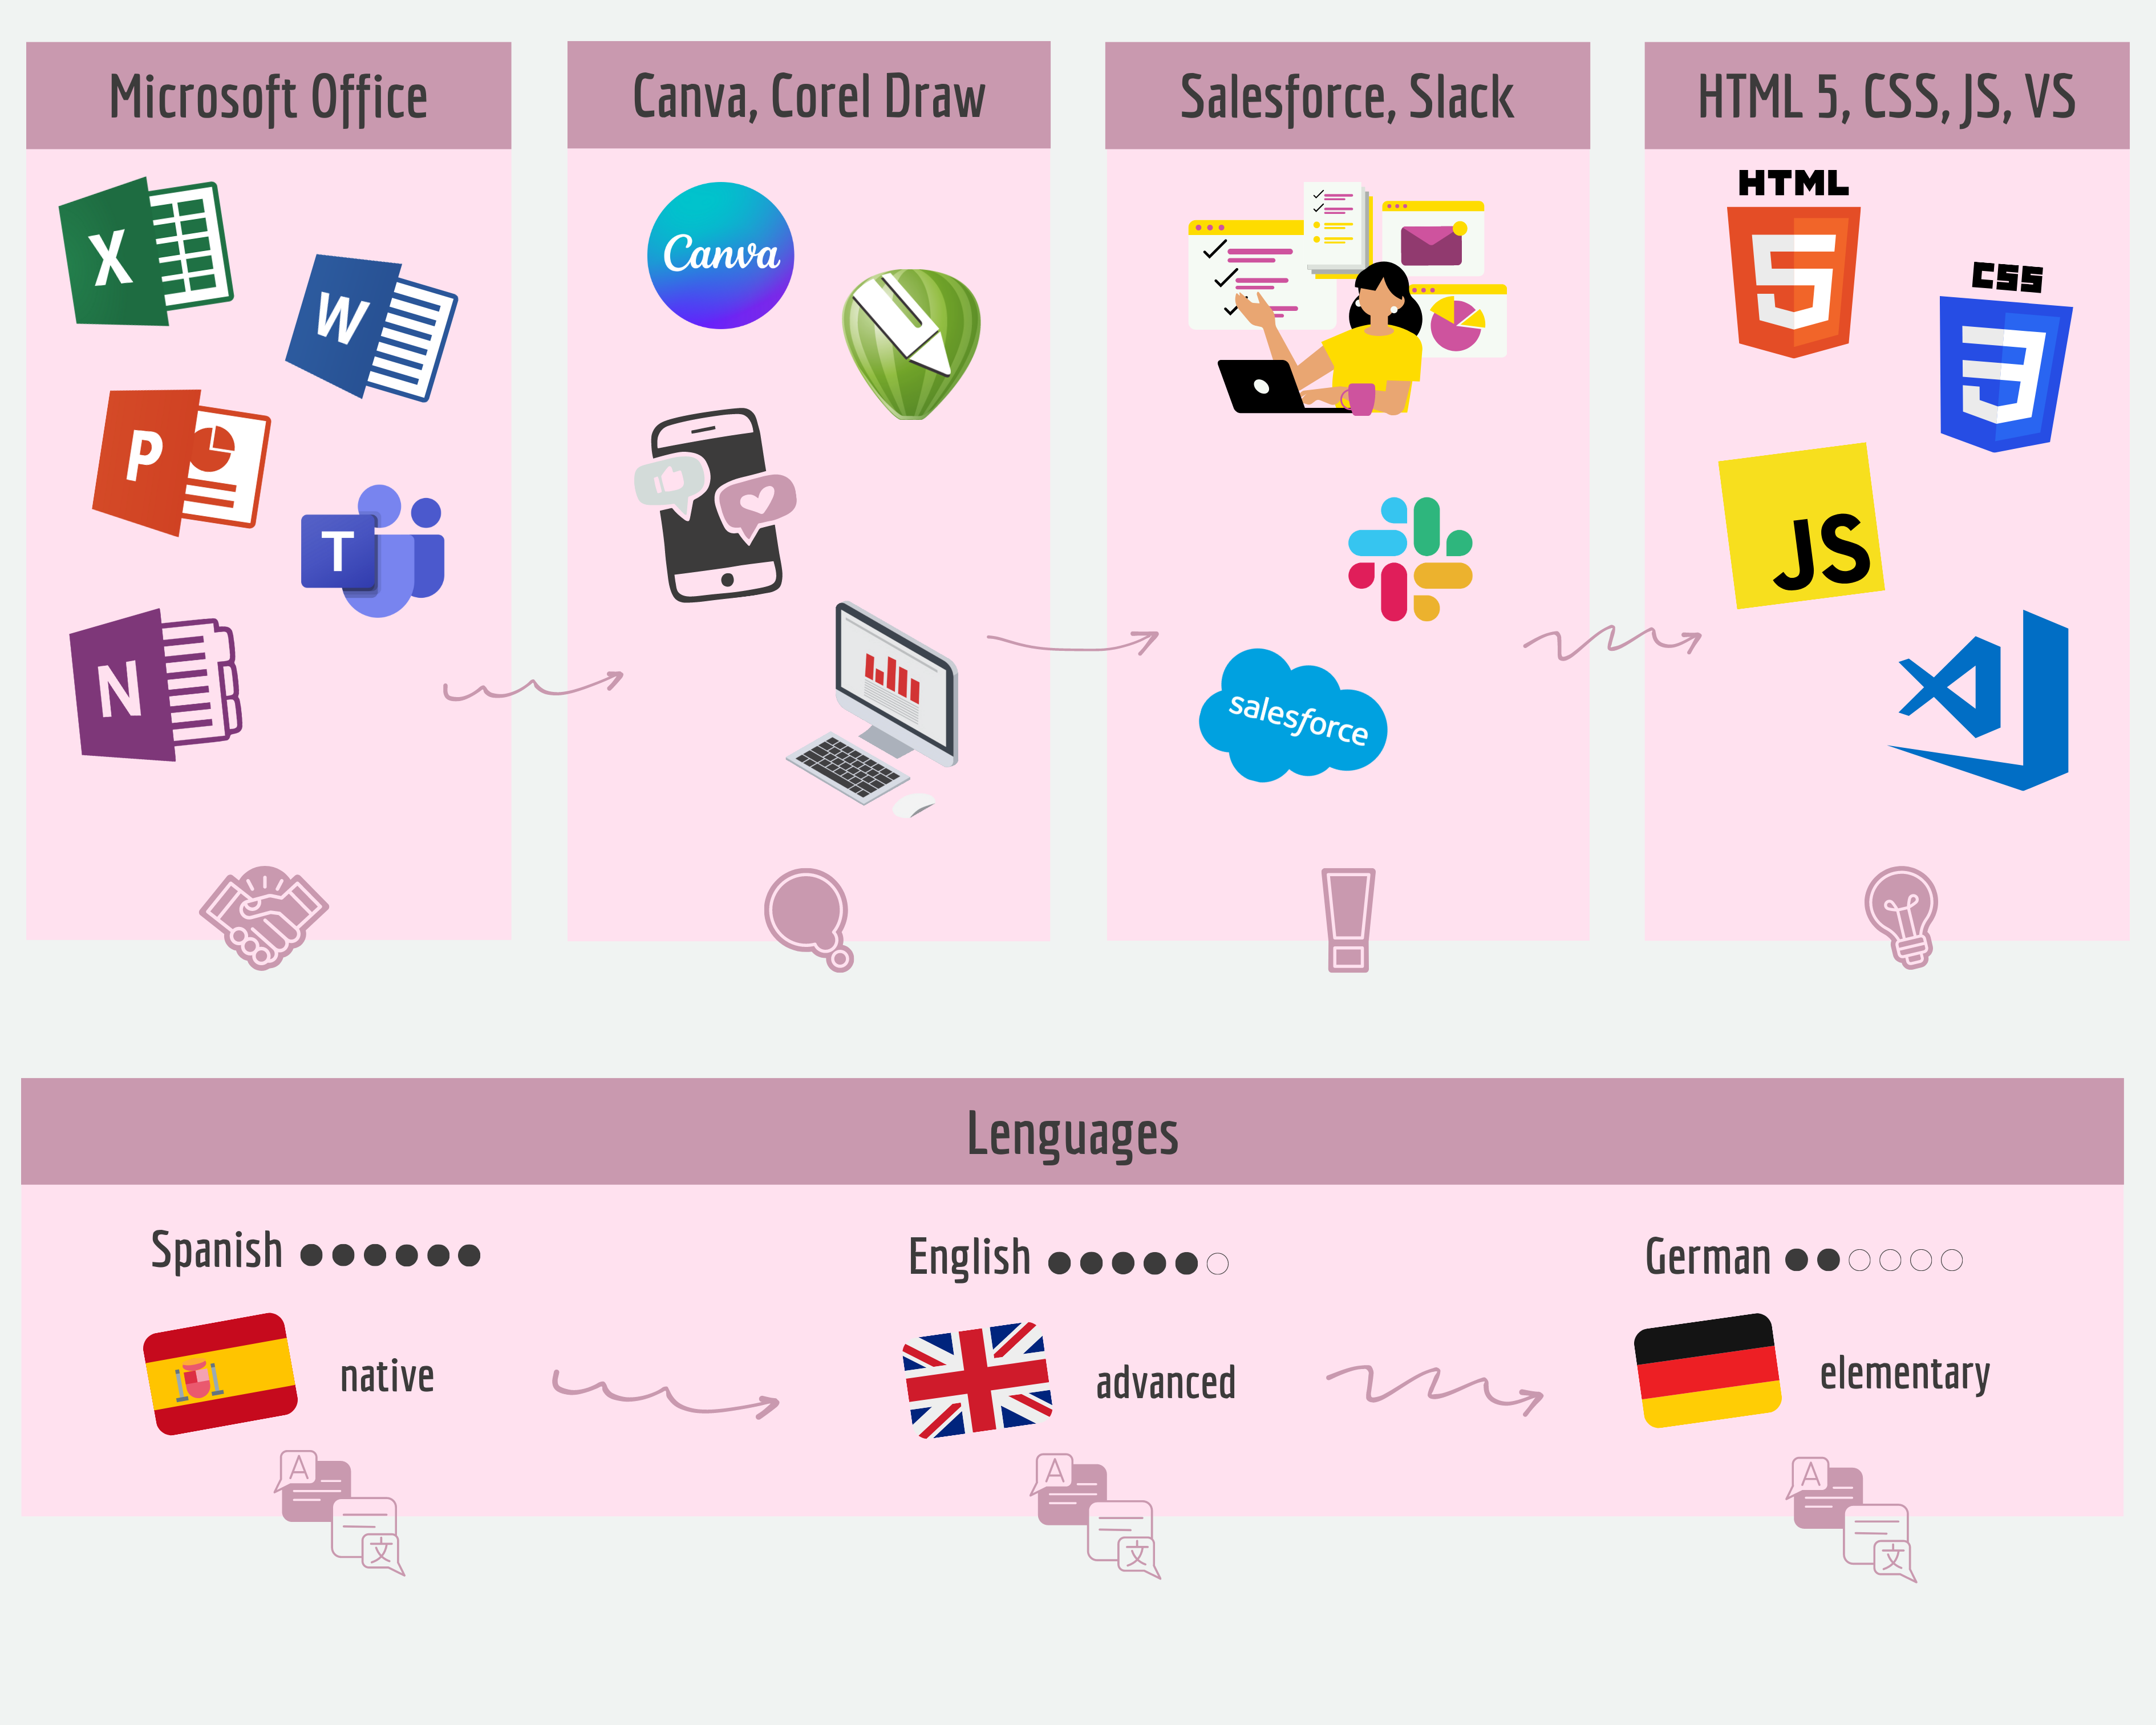 Microsoft Office
Canva, Corel Draw
Salesforce, Slack
HTML 5, CSS, JS, VS
X
W
P
T
N
Canva
salesforce
HTML
5
CSS
3
JS
Lenguages
Spanish
native
English
advanced
German
elementary
A
文
A
文
A
文